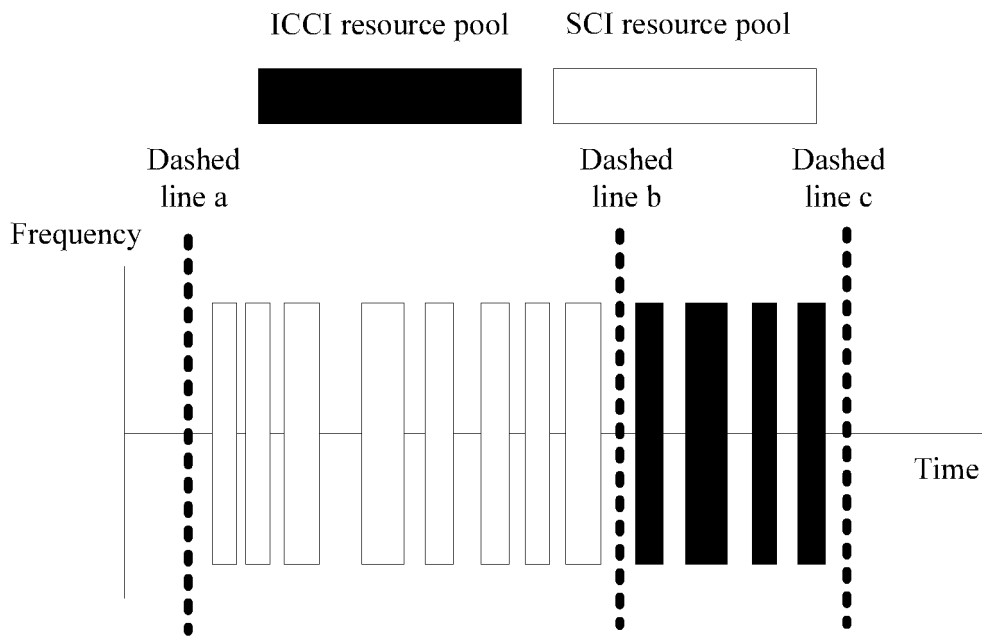 ICCI resource pool
SCI resource pool
Dashed
line a
Dashed
line b
Dashed
line c
Frequency
Time